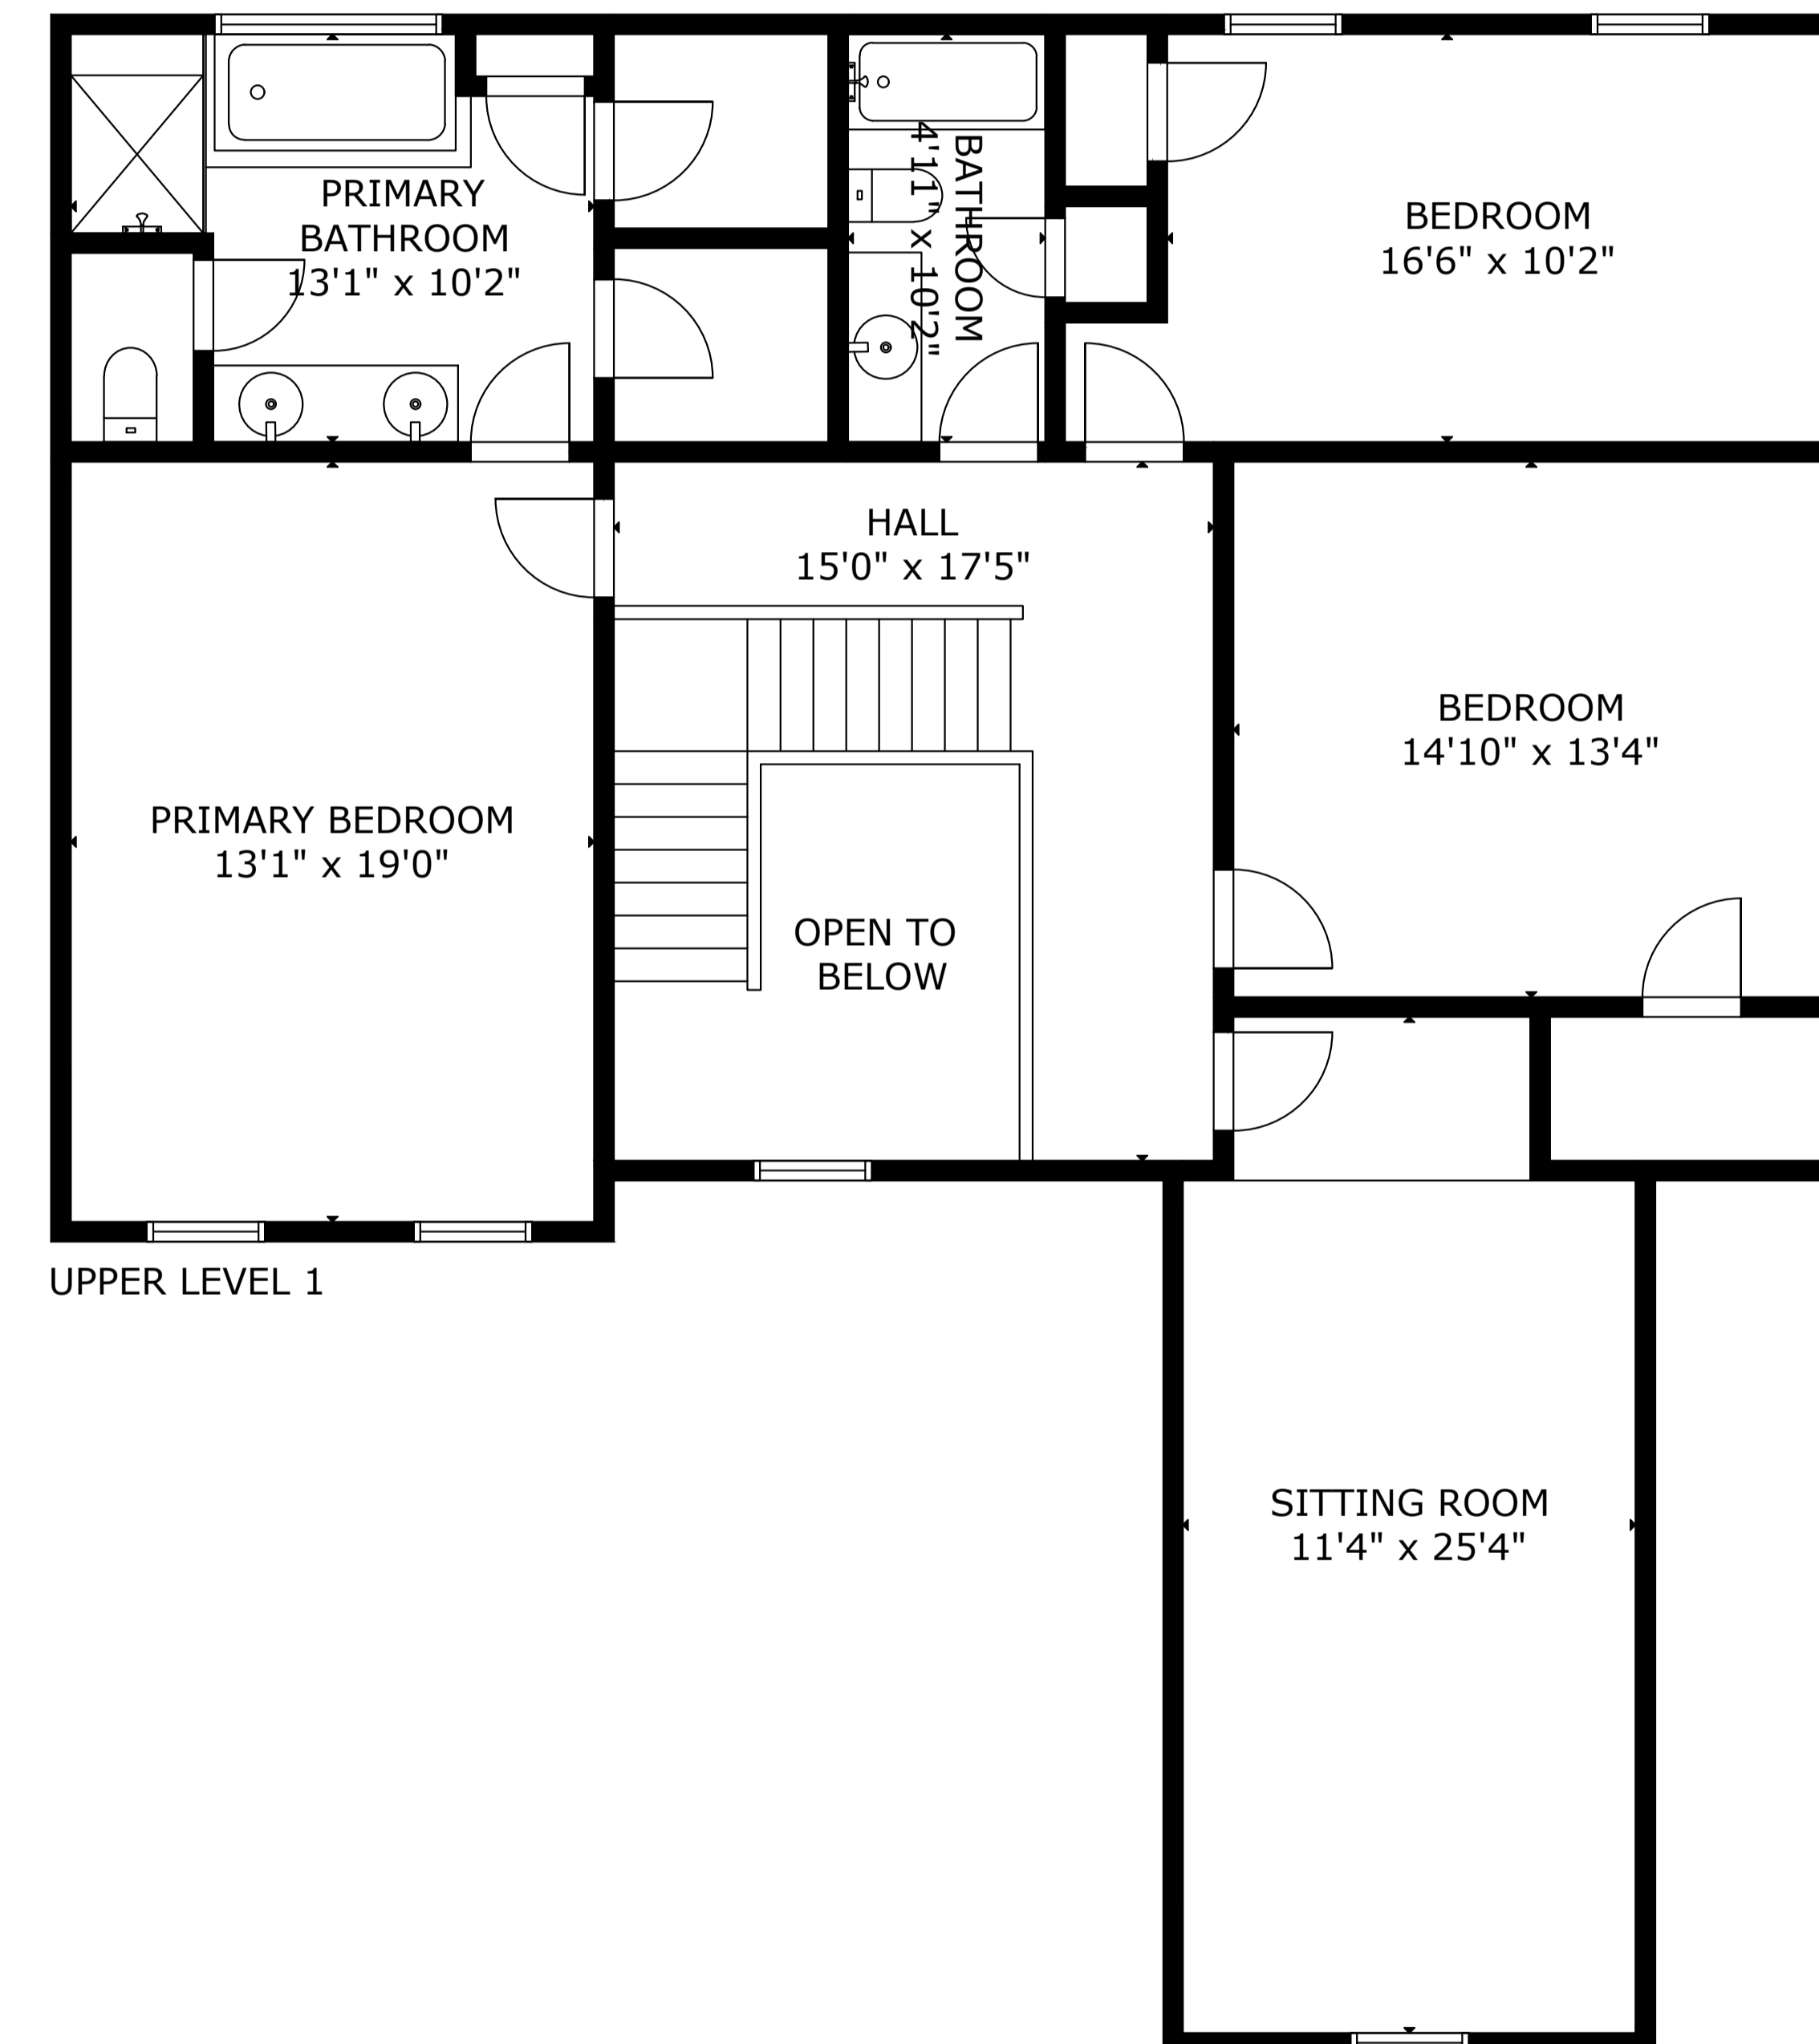 PRIMARY
BATHROOM
13'1" x 10'2"
BATHROOM
4'11" x 10'2"
BEDROOM
16'6" x 10'2"
HALL
15'0" x 17'5"
BEDROOM
14'10" x 13'4"
PRIMARY BEDROOM
13'1" x 19'0"
OPEN TO
BELOW
UPPER LEVEL 1
SITTING ROOM
11'4" x 25'4"